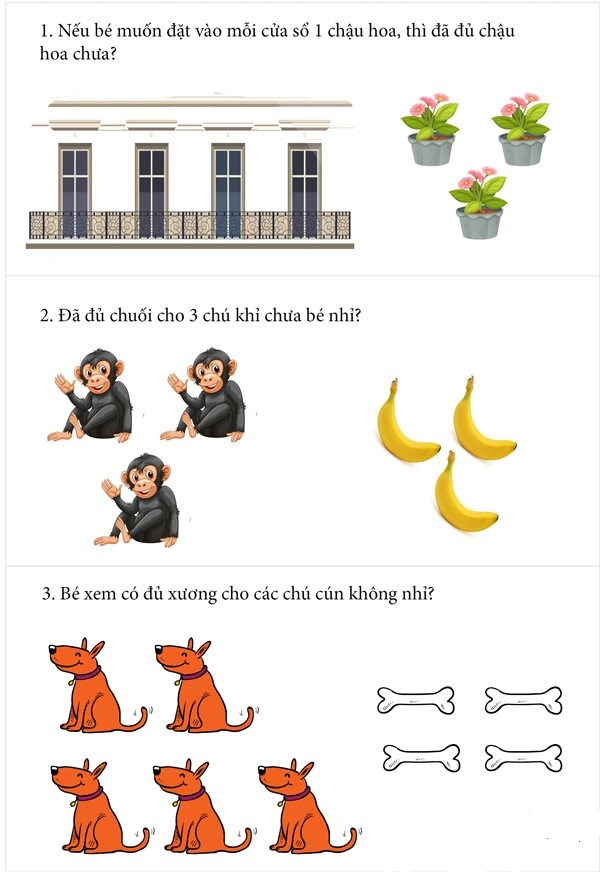 1. Nếu bé muốn đặt vào mỗi cửa sổ 1 chậu hoa, thì đã đủ chậu
hoa chưa?
2. Đã đủ chuối cho 3 chú khỉ chưa bé nhỉ?
3. Bé xem có đủ xương cho các chú cún không nhỉ?